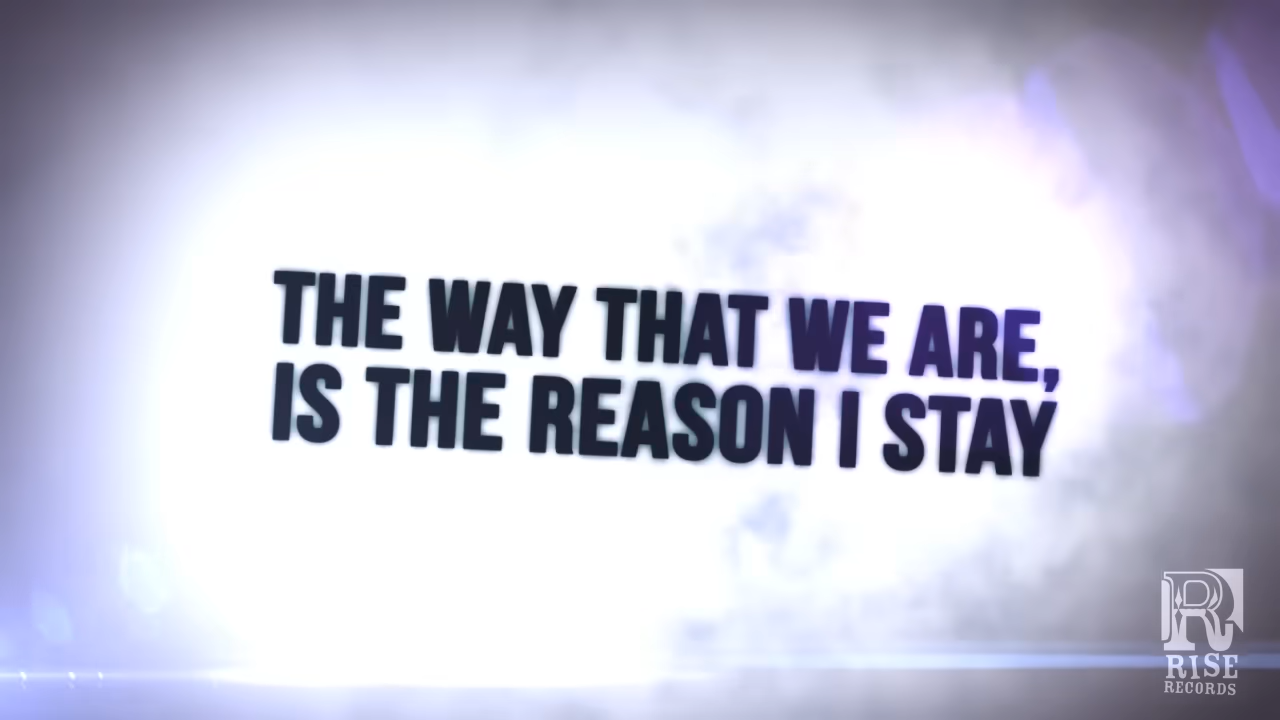 THE WAY THAT WE ARE,
IS THE REASON I STAY
R
RISE
RECORDS